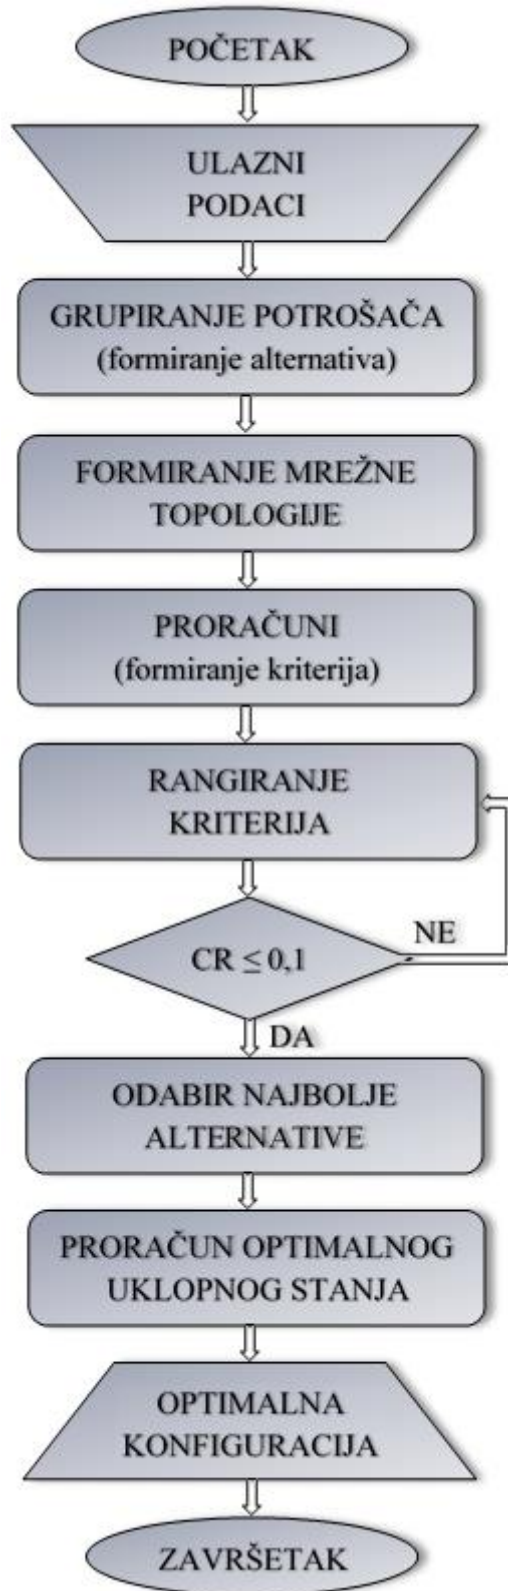 POČETAK
ULAZNI
PODACI
GRUPIRANJE POTROŠAČA
(formiranje alternativa)
FORMIRANJE MREŽNE
TOPOLOGIJE
PRORAČUNI
(formiranje kriterija)
RANGIRANJE
KRITERIJA
CR ≤ 0,1
NE
DA
ODABIR NAJBOLJE
ALTERNATIVE
PRORAČUN OPTIMALNOG
UKLOPNOG STANJA
OPTIMALNA
KONFIGURACIJA
ZAVRŠETAK